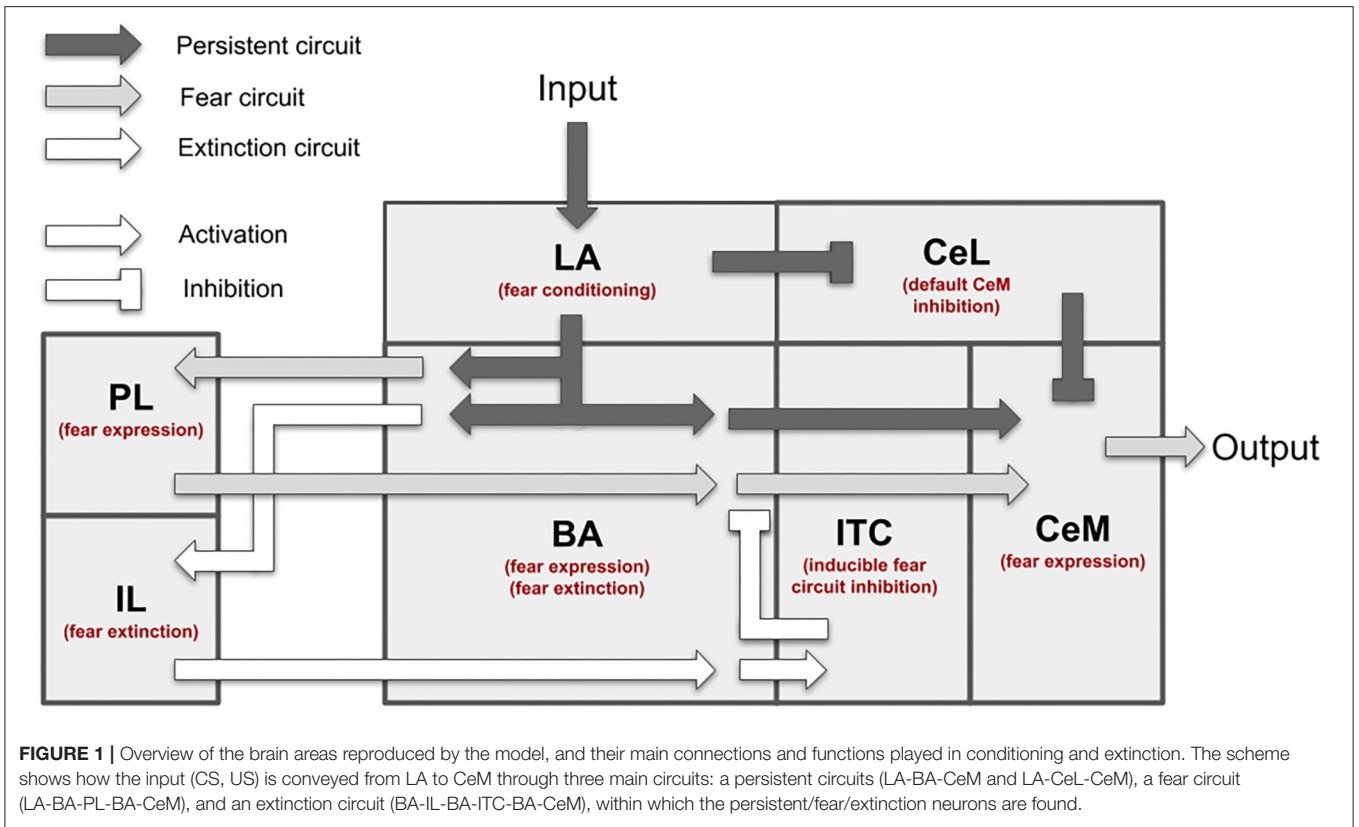 Persistent circuit
Fear circuit
Extinction circuit
Activation
Inhibition
Input
LA
(fear conditioning)
CeL
(default CeM
inhibition)
PL
(fear expression)
IL
(fear extinction)
BA
(fear expression)
(fear extinction)
ITC
(inducible fear
circuit inhibition)
CeM
(fear expression)
Output
FIGURE 1 | Overview of the brain areas reproduced by the model, and their main connections and functions played in conditioning and extinction. The scheme
shows how the input (CS, US) is conveyed from LA to CeM through three main circuits: a persistent circuits (LA-BA-CeM and LA-CeL-CeM), a fear circuit
(LA-BA-PL-BA-CeM), and an extinction circuit (BA-IL-BA-ITC-BA-CeM), within which the persistent/fear/extinction neurons are found.